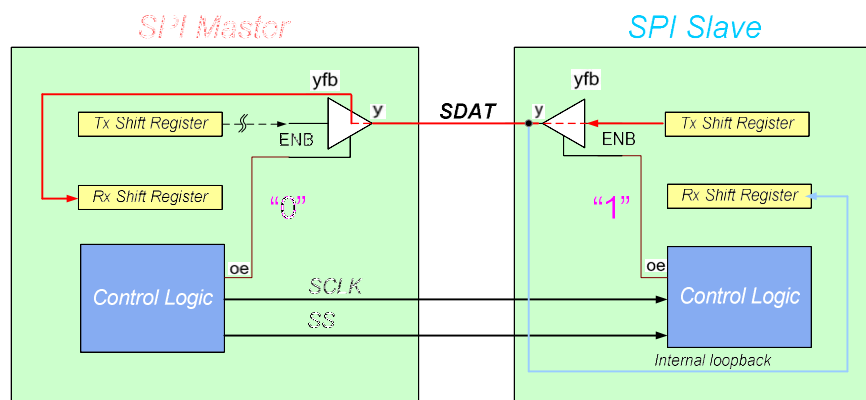 SPI Master
SPI Slave
yfb
yfb
y
SDAT
y
Tx Shift Register
ENB
ENB
Tx Shift Register
Rx Shift Register
Rx Shift Register
“0”
“1”
oe
oe
Control Logic
Control Logic
SCLK
SS
Internal loopback